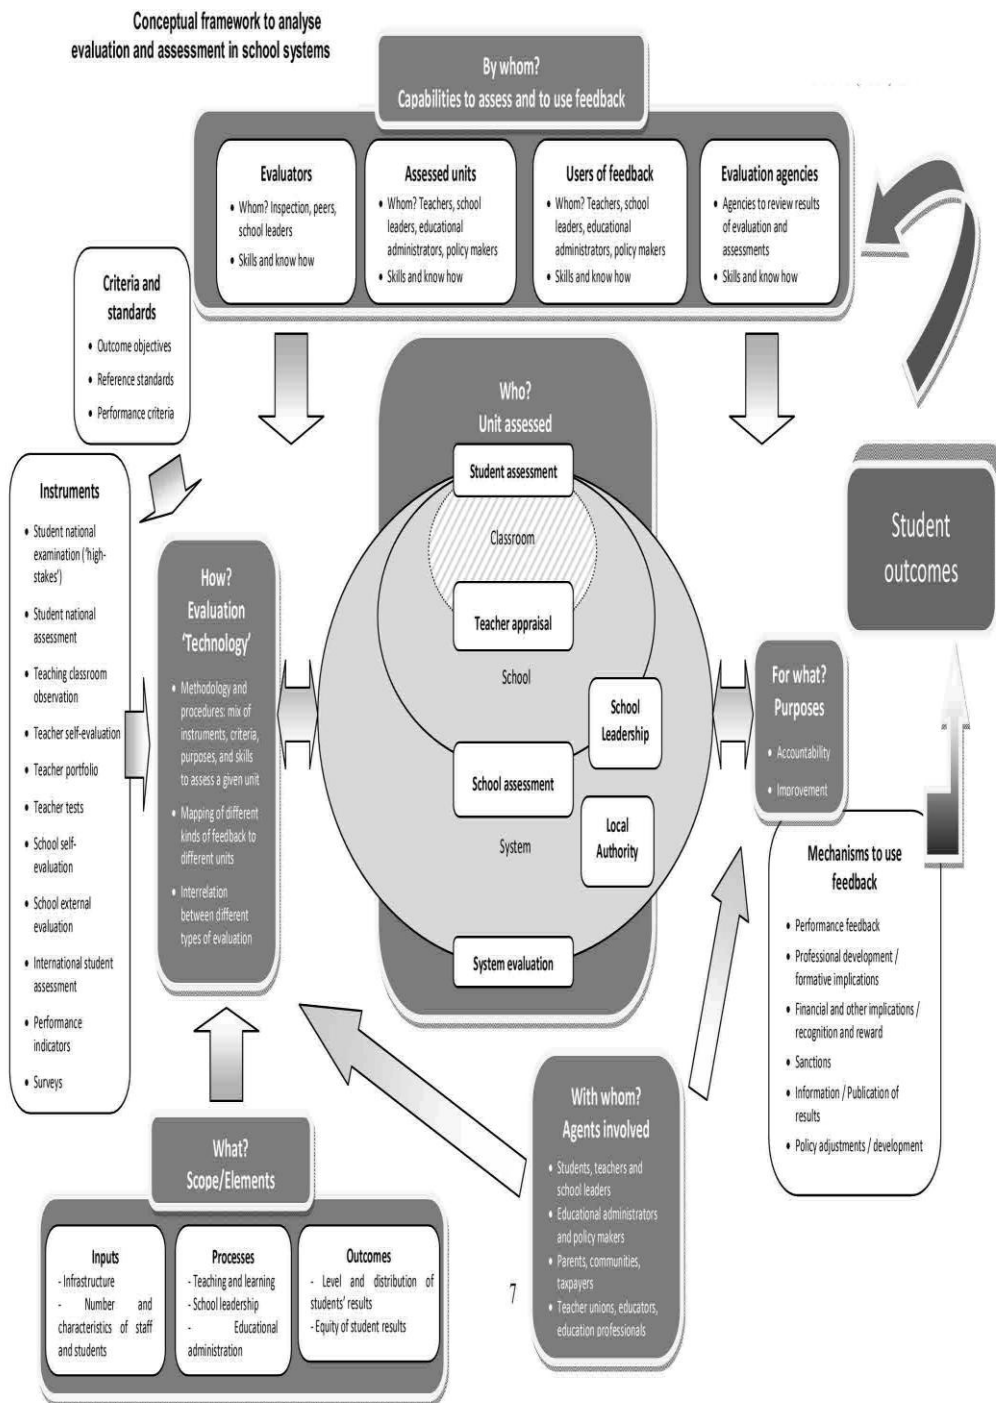 Conceptual framework to analyse
evaluation and assessment in school systems
By whom?
Capabilities to assess and to use feedback
Evaluators
• Whom? Inspection, peers,
school leaders
• Skills and know how
Assessed units
• Whom? Teachers, school
leaders, educational
administrators, policy makers
• Skills and know how
Users of feedback
• Whom? Teachers, school
leaders, educational
administrators, policy makers
• Skills and know how
Evaluation agencies
• Agencies to review results
of evaluation and
assessments
• Skills and know how
Criteria and
standards
• Outcome objectives
• Reference standards
• Performance criteria
Instruments
• Student national
examination ('high-
stakes')
• Student national
assessment
• Teaching classroom
observation
• Teacher self-evaluation
• Teacher portfolio
• Teacher tests
• School self-
evaluation
• School external
evaluation
• International student
assessment
• Performance
indicators
• Surveys
How?
Evaluation
'Technology'
• Methodology and
procedures: mix of
instruments, criteria,
purposes, and skills
to assess a given unit
• Mapping of different
kinds of feedback to
different units
• Interrelation
between different
types of evaluation
Who?
Unit assessed
Student assessment
Classroom
Teacher appraisal
School
School
Leadership
School assessment
System
Local
Authority
System evaluation
For what?
Purposes
• Accountability
• Improvement
Student
outcomes
Mechanisms to use
feedback
• Performance feedback
• Professional development /
formative implications
• Financial and other implications /
recognition and reward
• Sanctions
• Information / Publication of
results
• Policy adjustments / development
With whom?
Agents involved
• Students, teachers and
school leaders
• Educational administrators
and policy makers
• Parents, communities,
taxpayers
• Teacher unions, educators,
education professionals
What?
Scope/Elements
Inputs
- Infrastructure
- Number and
characteristics of staff
and students
Processes
- Teaching and learning
- School leadership
- Educational
administration
Outcomes
- Level and distribution of
students' results
- Equity of student results
7